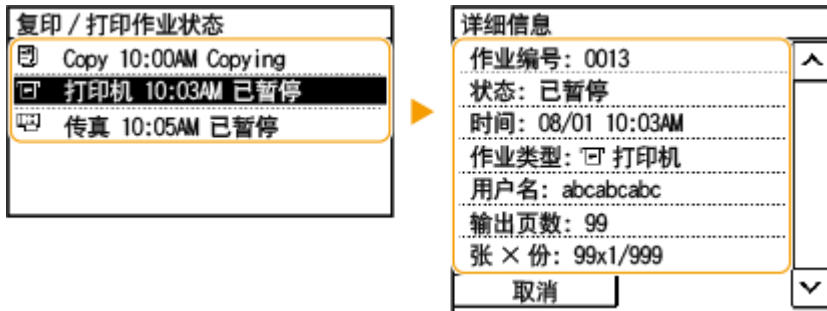 复印 / 打印作业状态
Copy 10:00AM Copying
打印机 10:03AM 已暂停
传真 10:05AM 已暂停
详细信息
作业编号: 0013
状态: 已暂停
时间: 08/01 10:03AM
作业类型: 打印机
用户名: abcabcabc
输出页数: 99
张 × 份: 99x1/999
取消